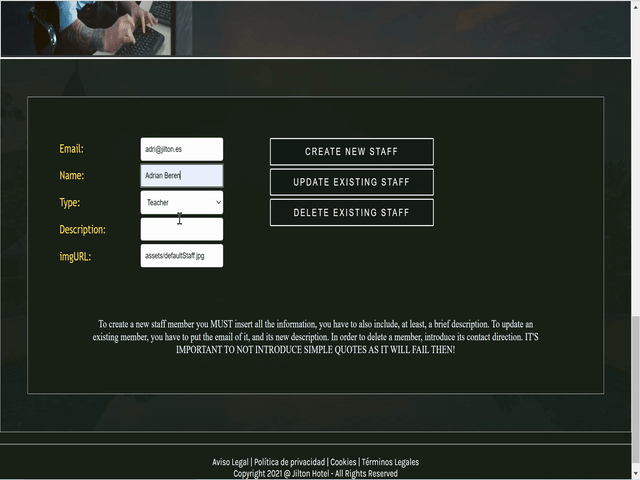 Email:
adri@jilton.es
Name:
Adrian Beren
Type:
Teacher
Description:
imgURL:
assets/defaultStaff.jpg
CREATE NEW STAFF
UPDATE EXISTING STAFF
DELETE EXISTING STAFF
To create a new staff member you MUST insert all the information, you have to also include, at least, a brief description. To update an
existing member, you have to put the email of it, and its new description. In order to delete a member, introduce its contact direction. IT'S
IMPORTANT TO NOT INTRODUCE SIMPLE QUOTES AS IT WILL FAIL THEN!
Aviso Legal | Política de privacidad | Cookies | Términos Legales
Copyright 2021 @ Jilton Hotel - All Rights Reserved